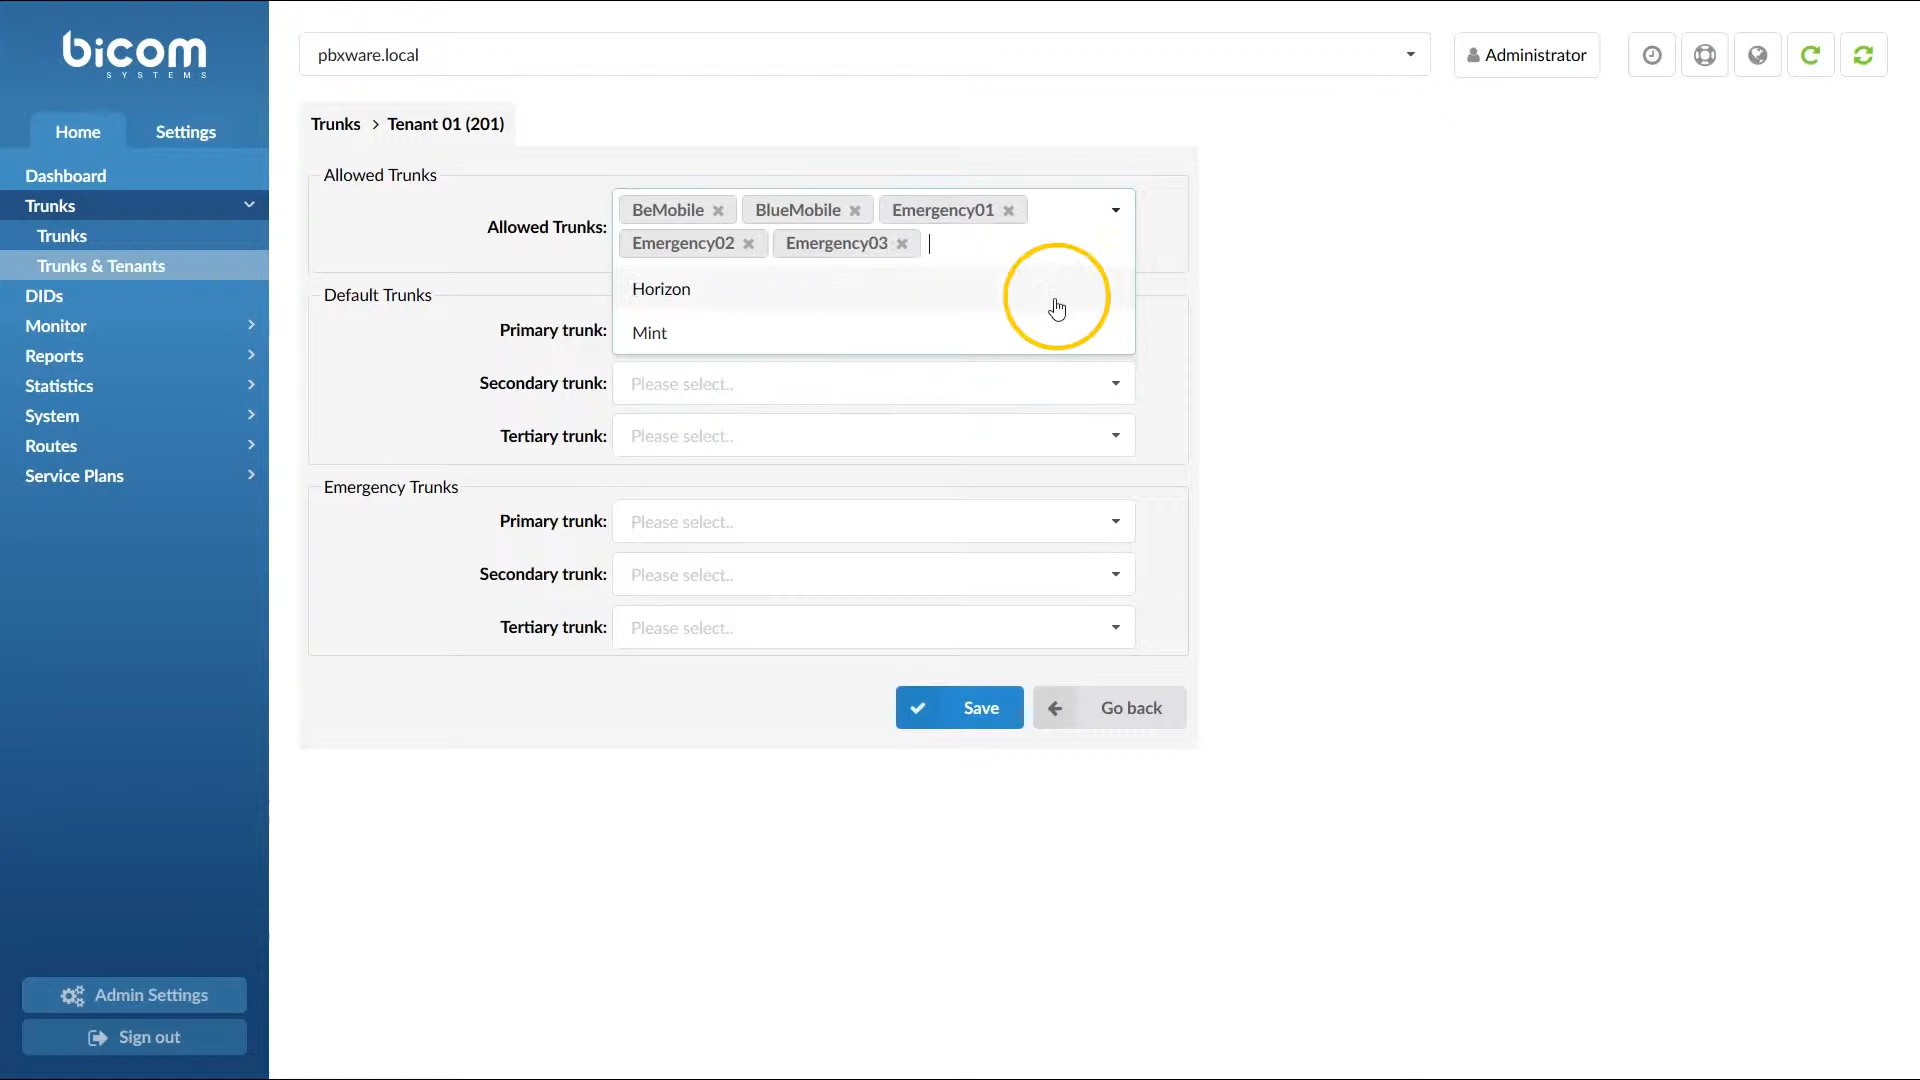 bicom
SYSTEMS
pbxware.local
Administrator
Home Settings
Dashboard
Trunks
Trunks
Trunks & Tenants
DIDs
Monitor
Reports
Statistics
System
Routes
Service Plans
Admin Settings
Sign out
Trunks > Tenant 01 (201)
Allowed Trunks
Allowed Trunks:
BeMobile BlueMobile Emergency01
Emergency02 Emergency03
Horizon
Mint
Default Trunks
Primary trunk:
Secondary trunk: Please select..
Tertiary trunk: Please select..
Emergency Trunks
Primary trunk: Please select..
Secondary trunk: Please select..
Tertiary trunk: Please select..
Save Go back